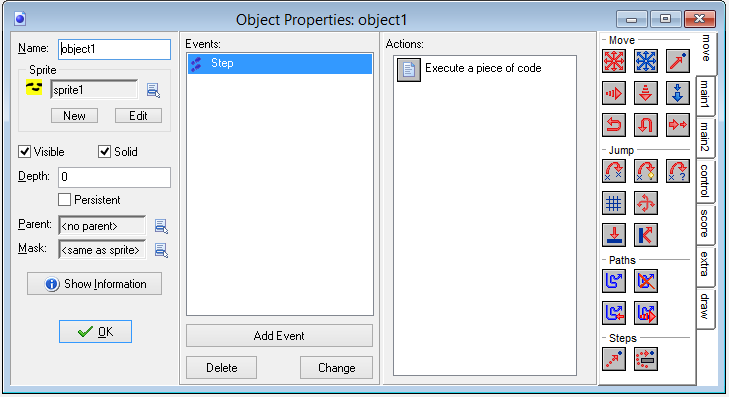 Object Properties: object1
Name: object1
Sprite
sprite1
New Edit
Visible Solid
Depth: 0
Persistent
Parent: <no parent>
Mask: <same as sprite>
Show Information
OK
Events:
Step
Add Event
Delete Change
Actions:
Execute a piece of code
Move
Jump
Paths
Steps
move
main1
main2
control
score
extra
draw